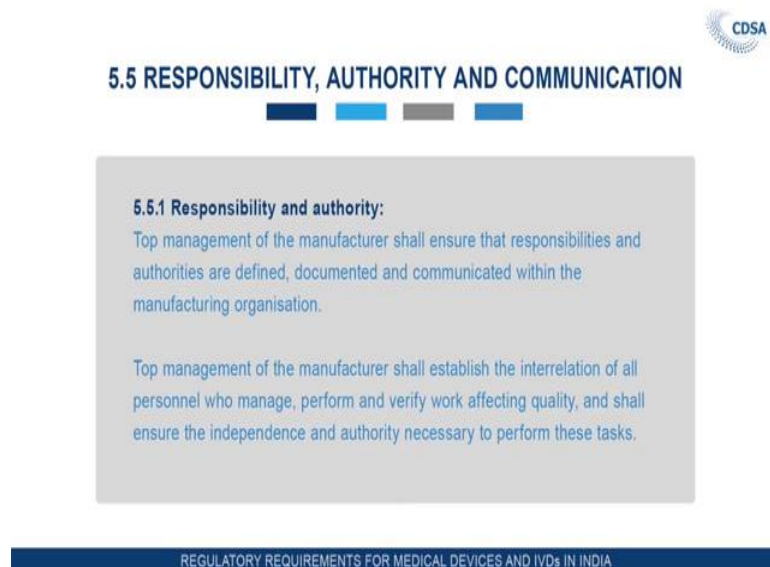 CDSA
5.5 RESPONSIBILITY, AUTHORITY AND COMMUNICATION
5.5.1 Responsibility and authority:
Top management of the manufacturer shall ensure that responsibilities and
authorities are defined, documented and communicated within the
manufacturing organisation.
Top management of the manufacturer shall establish the interrelation of all
personnel who manage, perform and verify work affecting quality, and shall
ensure the independence and authority necessary to perform these tasks.
REGULATORY REQUIREMENTS FOR MEDICAL DEVICES AND IVDs IN INDIA